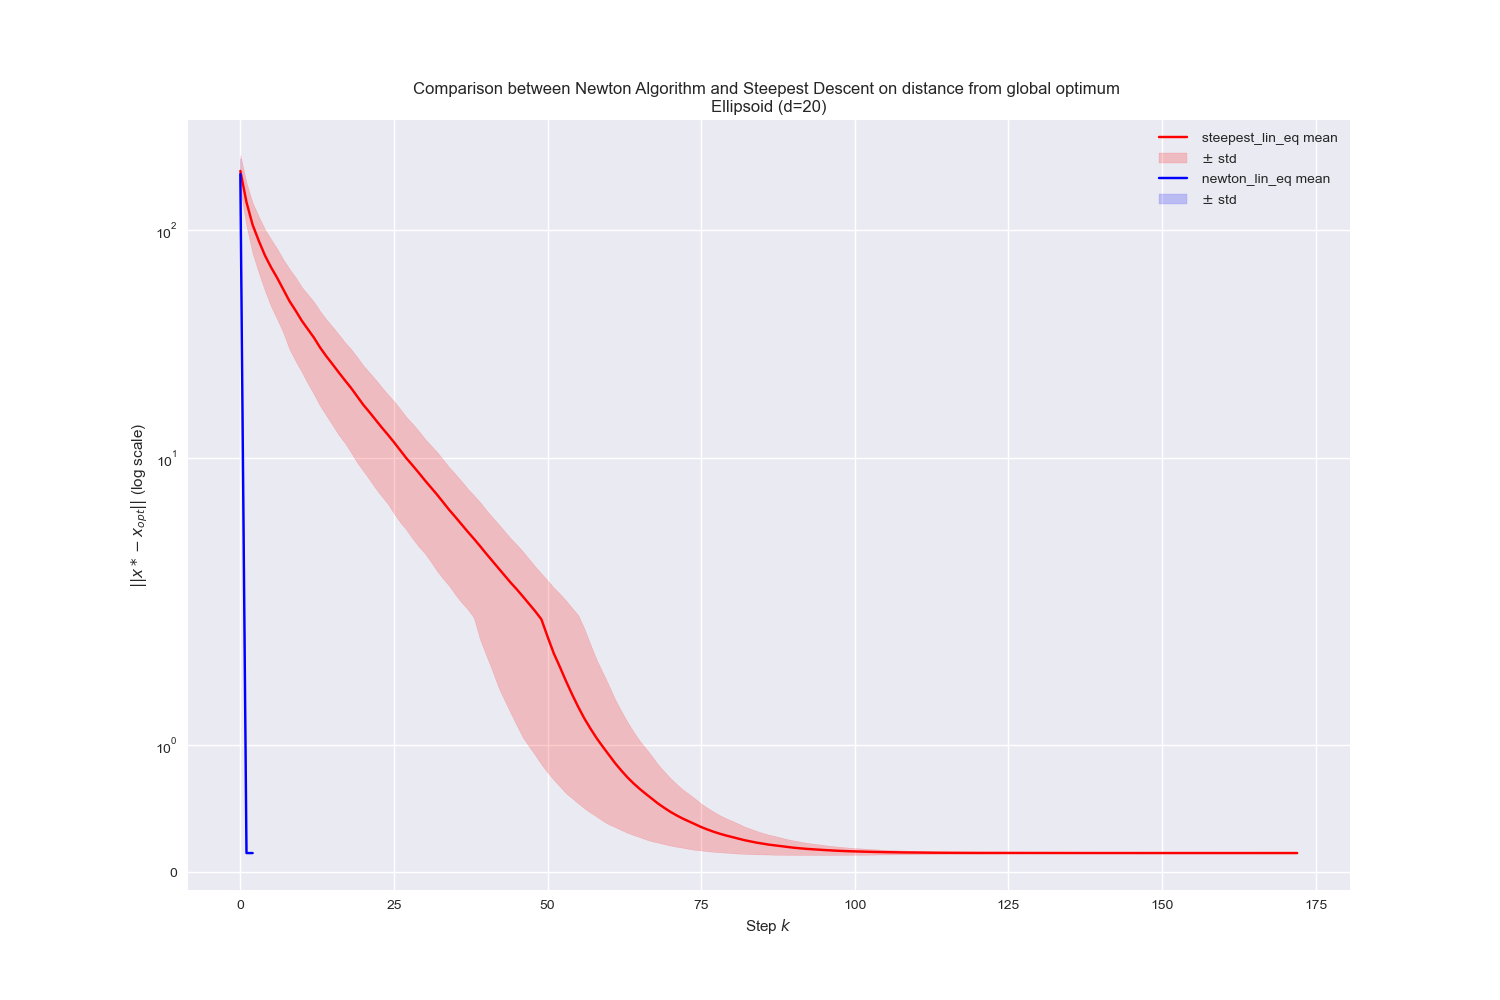 Comparison between Newton Algorithm and Steepest Descent on distance from global optimum
Ellipsoid (d=20)
steepest_lin_eq mean
± std
newton_lin_eq mean
± std
10²
10¹
10⁰
0
||x* − x_opt|| (log scale)
0 25 50 75 100 125 150 175
Step k